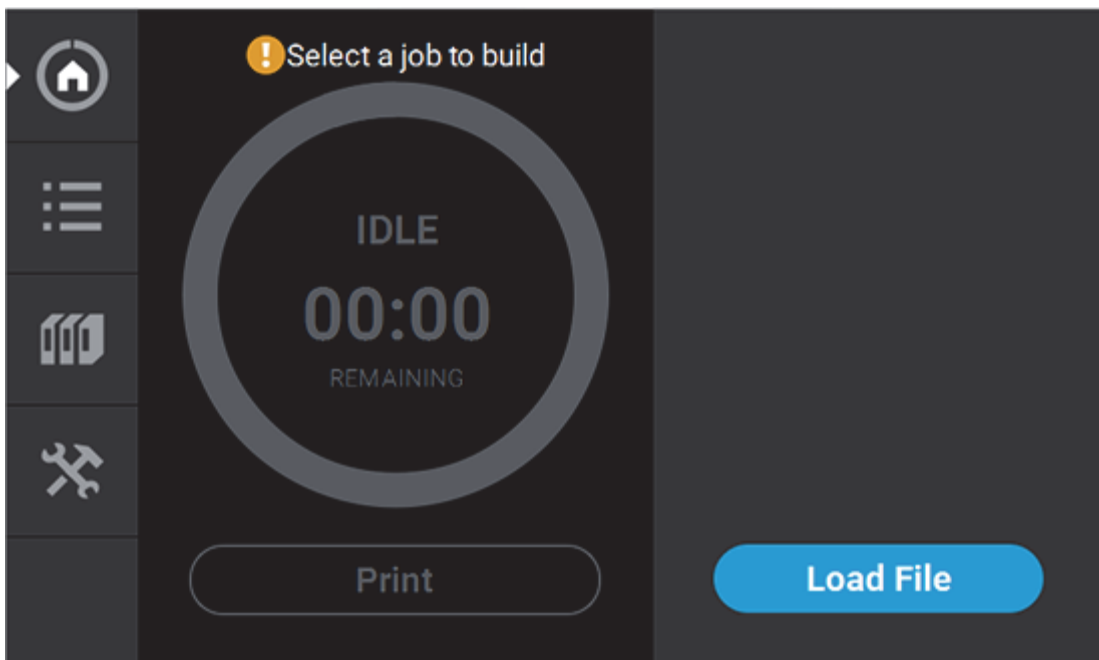 Select a job to build
IDLE
00:00
REMAINING
Print
Load File